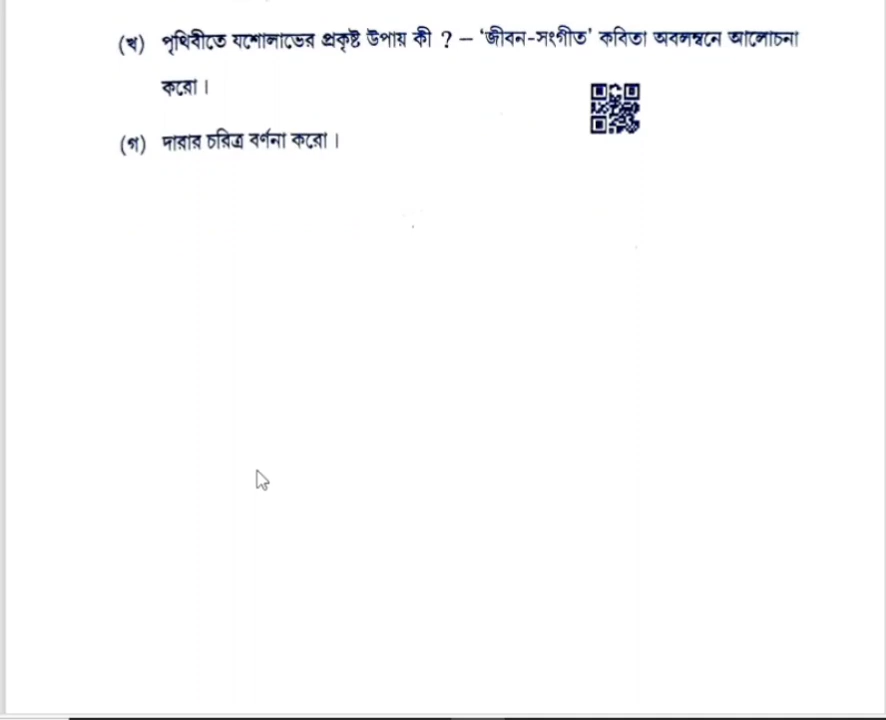 (খ) পৃথিবীতে যশোলাভের প্রকৃষ্ট উপায় কী ? – ‘জীবন-সংগীত’ কবিতা অবলম্বনে আলোচনা
করো ।
(গ) দারার চরিত্র বর্ণনা করো ।